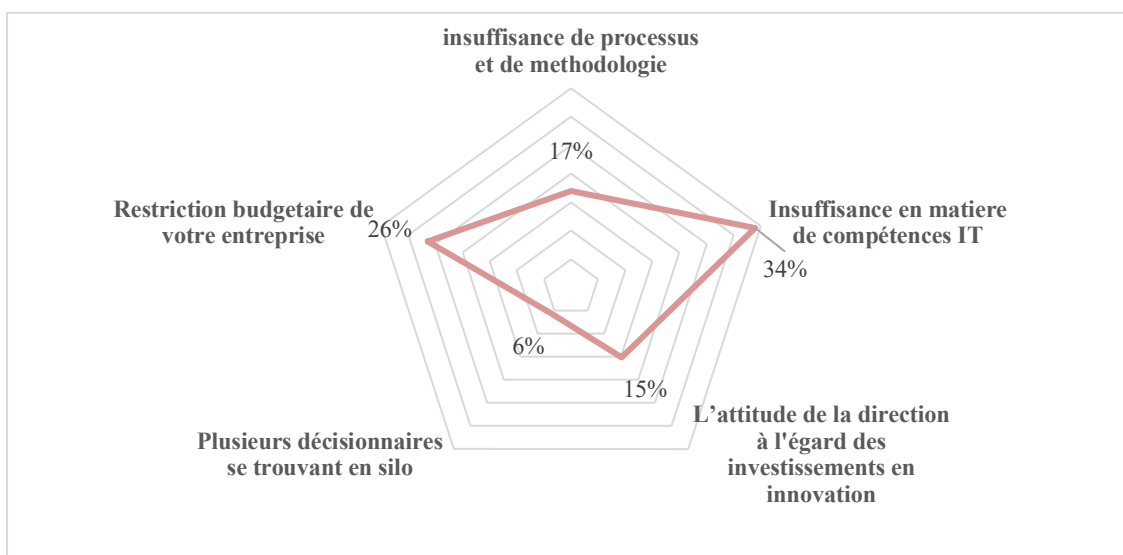 insuffisance de processus
et de methodologie
17%
Restriction budgetaire de
votre entreprise
26%
Insuffisance en matiere
de compétences IT
34%
6%
15%
Plusieurs décisionnaires
se trouvant en silo
L’attitude de la direction
à l'égard des
investissements en
innovation